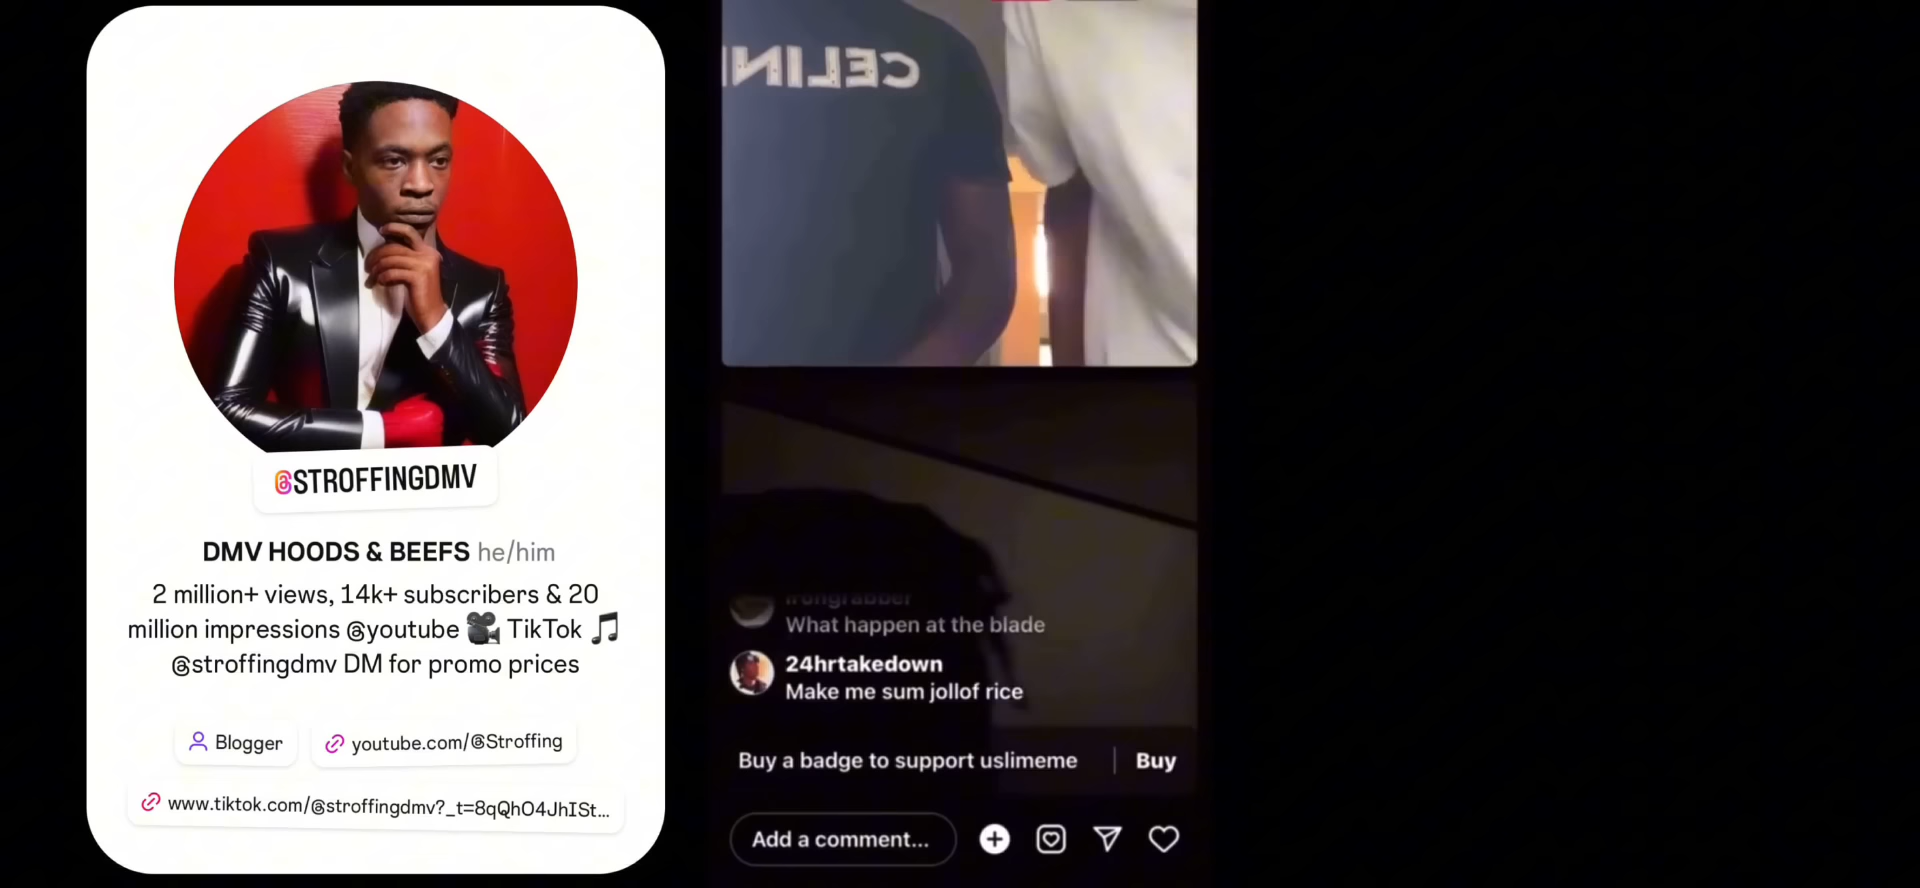 @STROFFINGDMV
DMV HOODS & BEEFS he/him
2 million+ views, 14k+ subscribers & 20
million impressions @youtube 🎥 TikTok 🎵
@stroffingdmv DM for promo prices
Blogger
youtube.com/@Stroffing
www.tiktok.com/@stroffingdmv?_t=8qQhO4JhISt...
CELIN
irongrabber
What happen at the blade
24hrtakedown
Make me sum jollof rice
Buy a badge to support uslimeme
Buy
Add a comment...